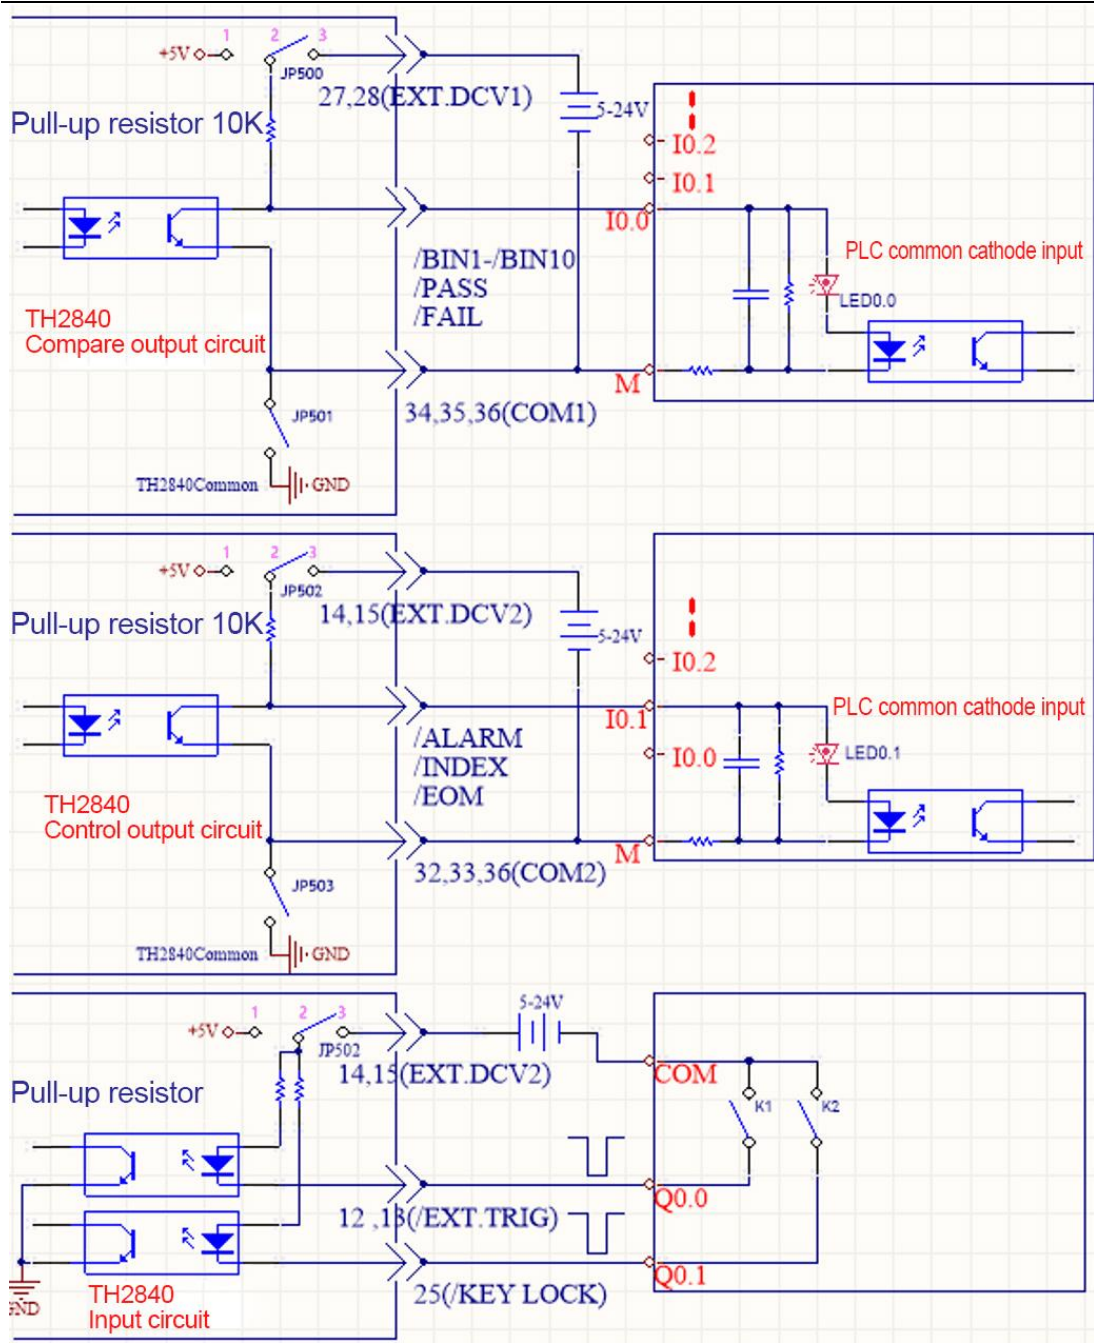 1 2 3
+5V
JP500
27,28(EXT.DCV1)
5-24V
Pull-up resistor 10K
I0.2
I0.1
I0.0
PLC common cathode input
/BIN1-/BIN10
/PASS
/FAIL
LED0.0
TH2840
Compare output circuit
M
JP501
34,35,36(COM1)
TH2840Common
GND
1 2 3
+5V
JP502
14,15(EXT.DCV2)
5-24V
Pull-up resistor 10K
I0.2
I0.1
PLC common cathode input
/ALARM
/INDEX
/EOM
I0.0
LED0.1
TH2840
Control output circuit
M
32,33,36(COM2)
JP503
TH2840Common
GND
1 2 3
5-24V
+5V
JP502
14,15(EXT.DCV2)
COM
Pull-up resistor
K1
K2
12 ,13(/EXT.TRIG)
Q0.0
25(/KEY LOCK)
Q0.1
TH2840
Input circuit
GND